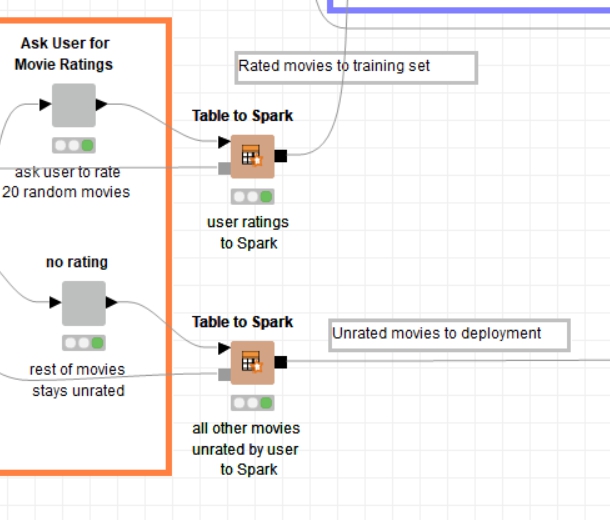 Ask User for
Movie Ratings
ask user to rate
20 random movies
Rated movies to training set
Table to Spark
user ratings
to Spark
no rating
rest of movies
stays unrated
Table to Spark
all other movies
unrated by user
to Spark
Unrated movies to deployment